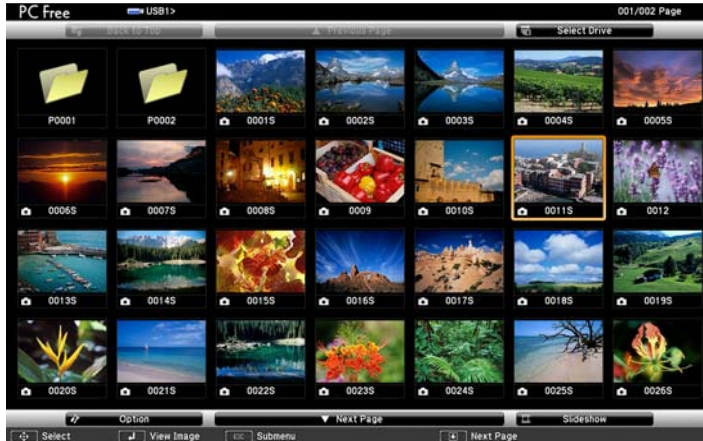 PC Free USB1> 001/002 Page
Back to Top Previous Page Select Drive
P0001 P0002 0001S 0002S 0003S 0004S 0005S
0006S 0007S 0008S 0009 0010S 0011S 0012
0013S 0014S 0015S 0016S 0017S 0018S 0019S
0020S 0021S 0022S 0023S 0024S 0025S 0026S
Option Next Page Slideshow
Select View Image Esc Submenu Next Page